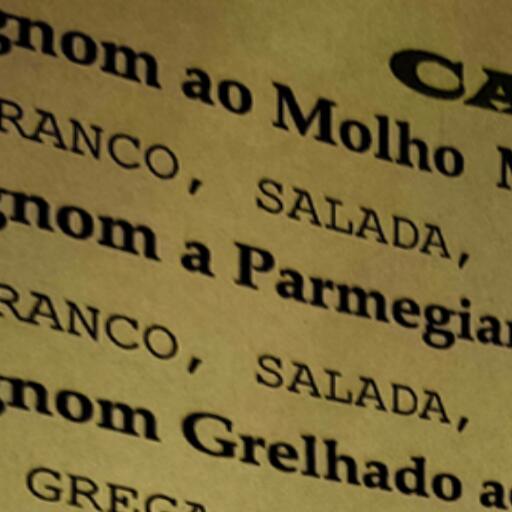 CA
gnom ao Molho M
RANCO, SALADA,
gnom a Parmegian
RANCO, SALADA,
gnom Grelhado a
GREGA